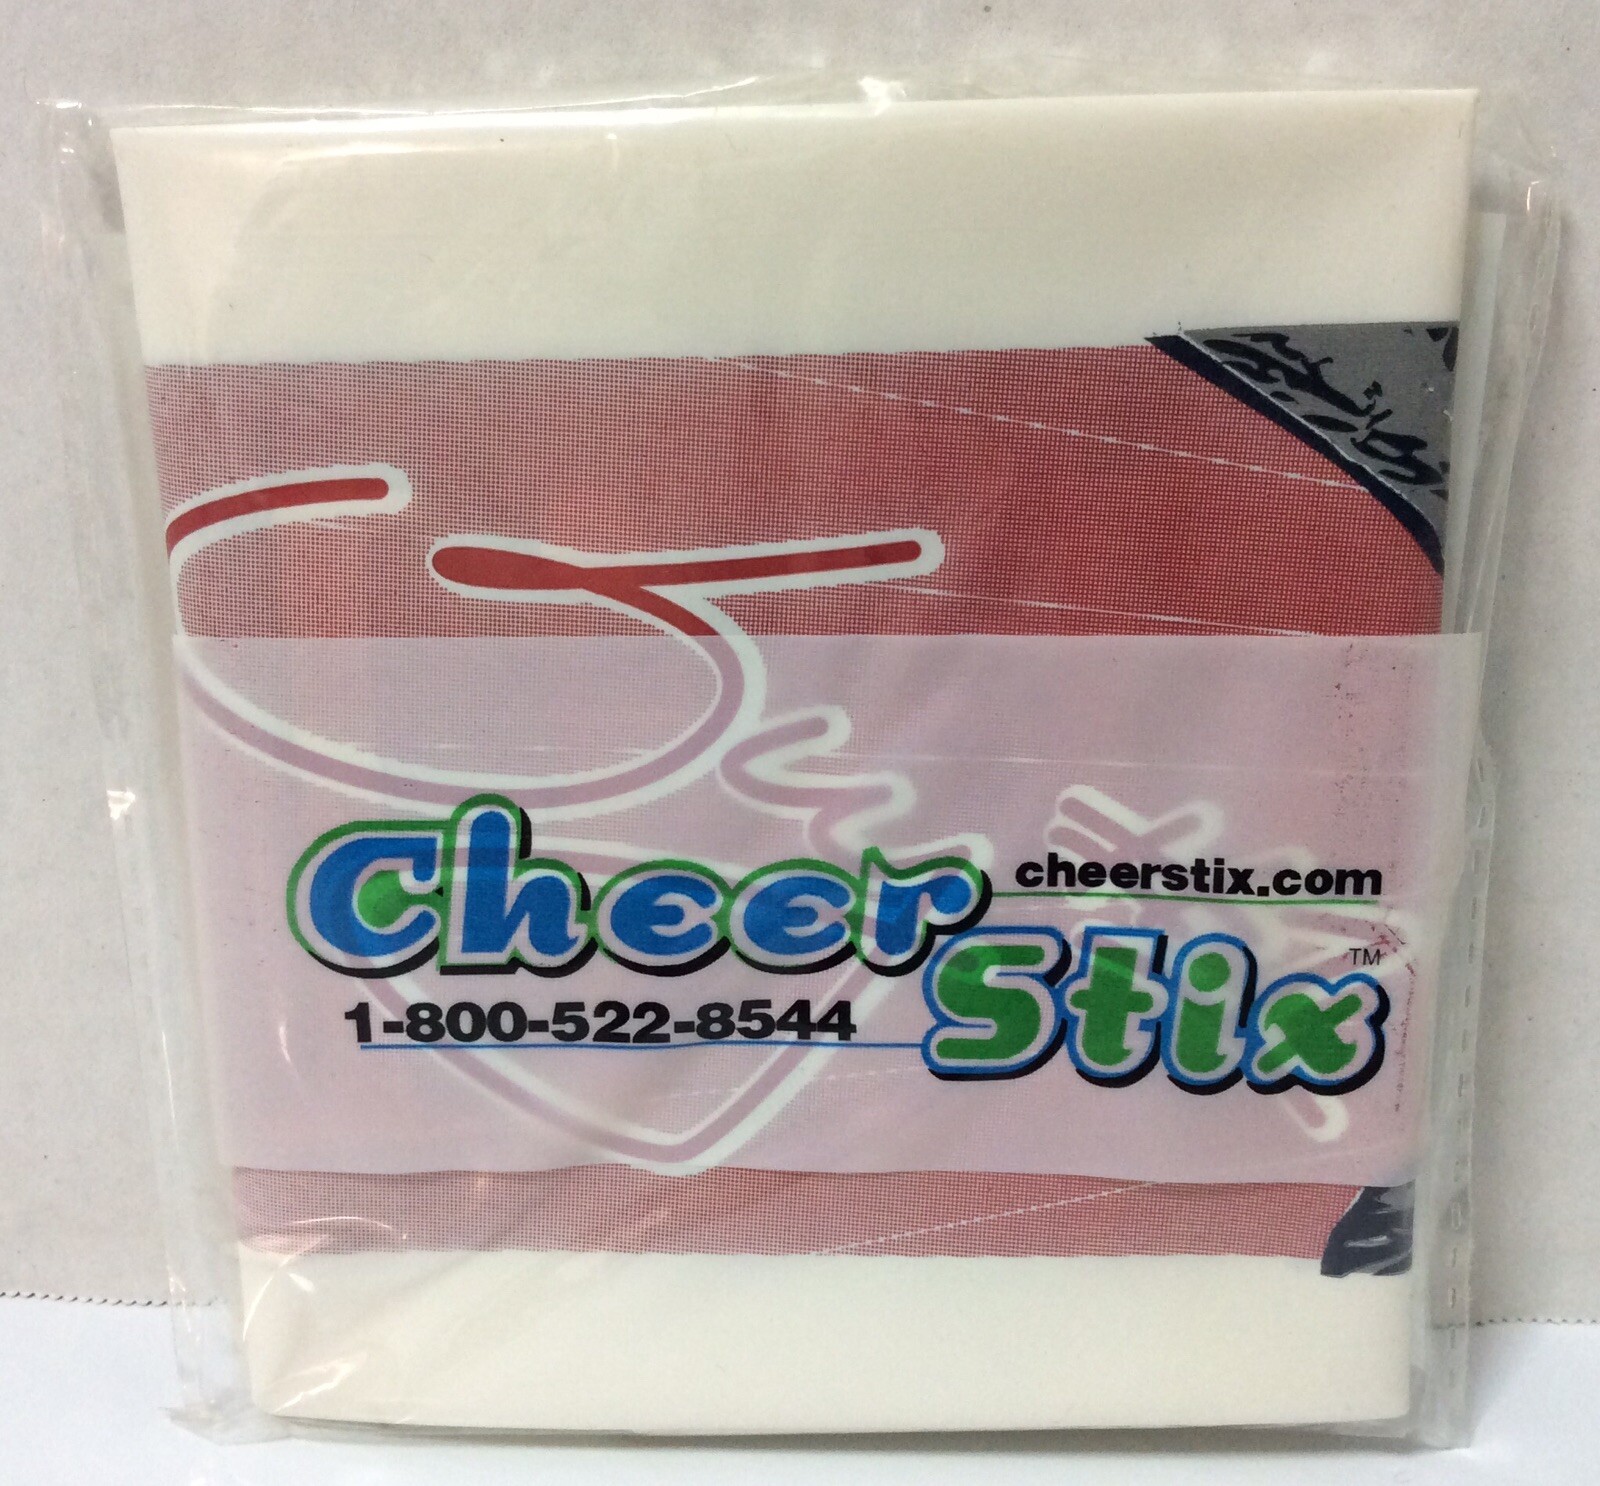 Cheer
cheerstix.com
Stix™
1-800-522-8544